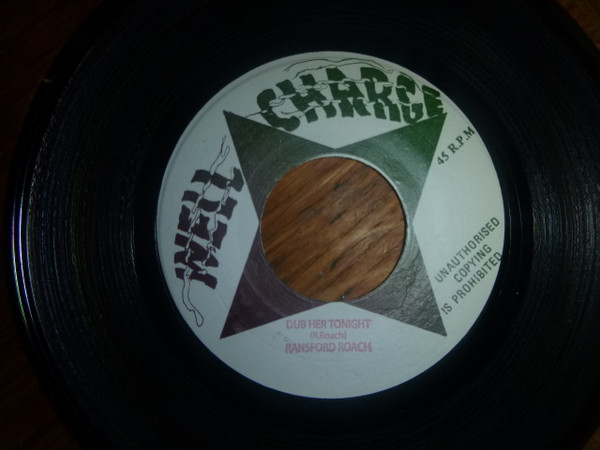 WELL
CHARGE
45 R.P.M
UNAUTHORISED
COPYING
IS PROHIBITED
DUB HER TONIGHT
(R.Roach)
RANSFORD ROACH